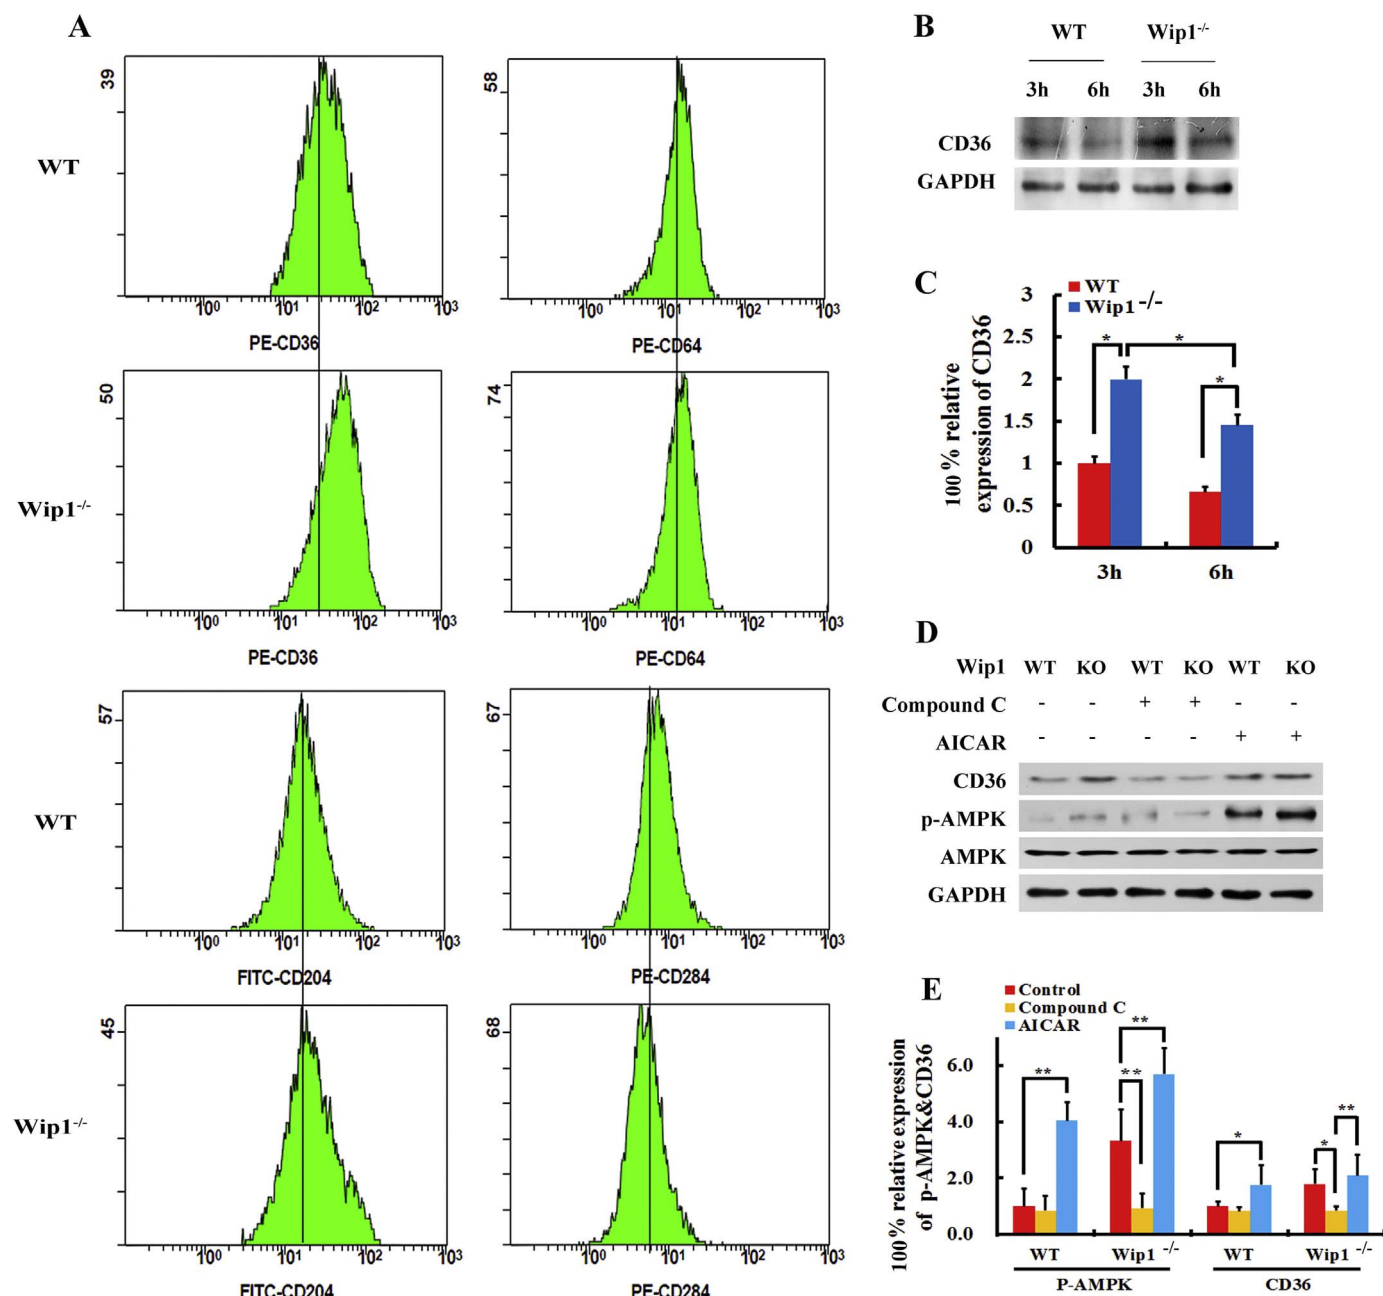 A
39
WT
10⁰ 10¹ 10² 10³
PE-CD36
58
10⁰ 10¹ 10² 10³
PE-CD64
50
Wip1-/-
10⁰ 10¹ 10² 10³
PE-CD36
74
10⁰ 10¹ 10² 10³
PE-CD64
57
WT
10⁰ 10¹ 10² 10³
FITC-CD204
67
10⁰ 10¹ 10² 10³
PE-CD284
45
Wip1-/-
10⁰ 10¹ 10² 10³
FITC-CD204
68
10⁰ 10¹ 10² 10³
PE-CD284
B
WT Wip1-/-
3h 6h 3h 6h
CD36
GAPDH
C
WT
Wip1-/-
100 % relative
expression of CD36
3
2.5
2
1.5
1
0.5
0
* * *
3h 6h
D
Wip1 WT KO WT KO WT KO
Compound C - - + + - -
AICAR - - - - + +
CD36
p-AMPK
AMPK
GAPDH
E
Control
Compound C
AICAR
100 % relative expression
of p-AMPK&CD36
6.0
4.0
2.0
0.0
** ** ** * * **
WT Wip1 -/- WT Wip1 -/-
P-AMPK CD36